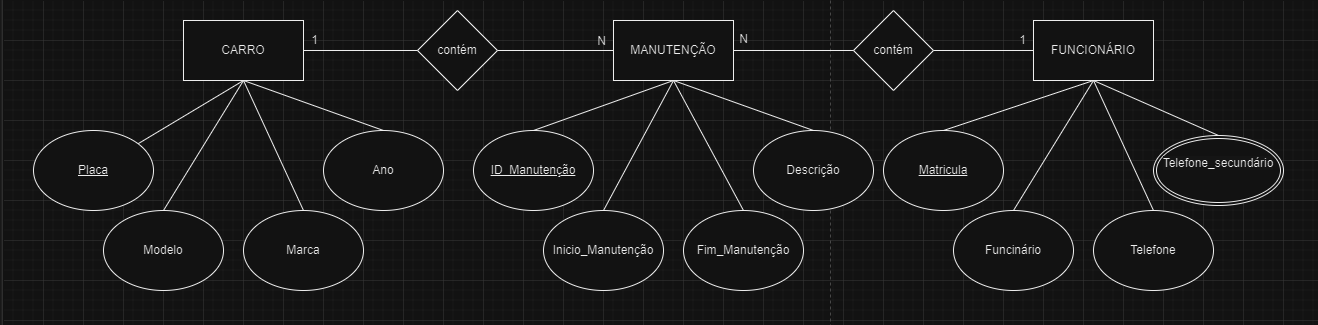 CARRO
1
contém
N
MANUTENÇÃO
N
contém
1
FUNCIONÁRIO
Placa
Modelo
Marca
Ano
ID_Manutenção
Inicio_Manutenção
Fim_Manutenção
Descrição
Matricula
Funcinário
Telefone
Telefone_secundário